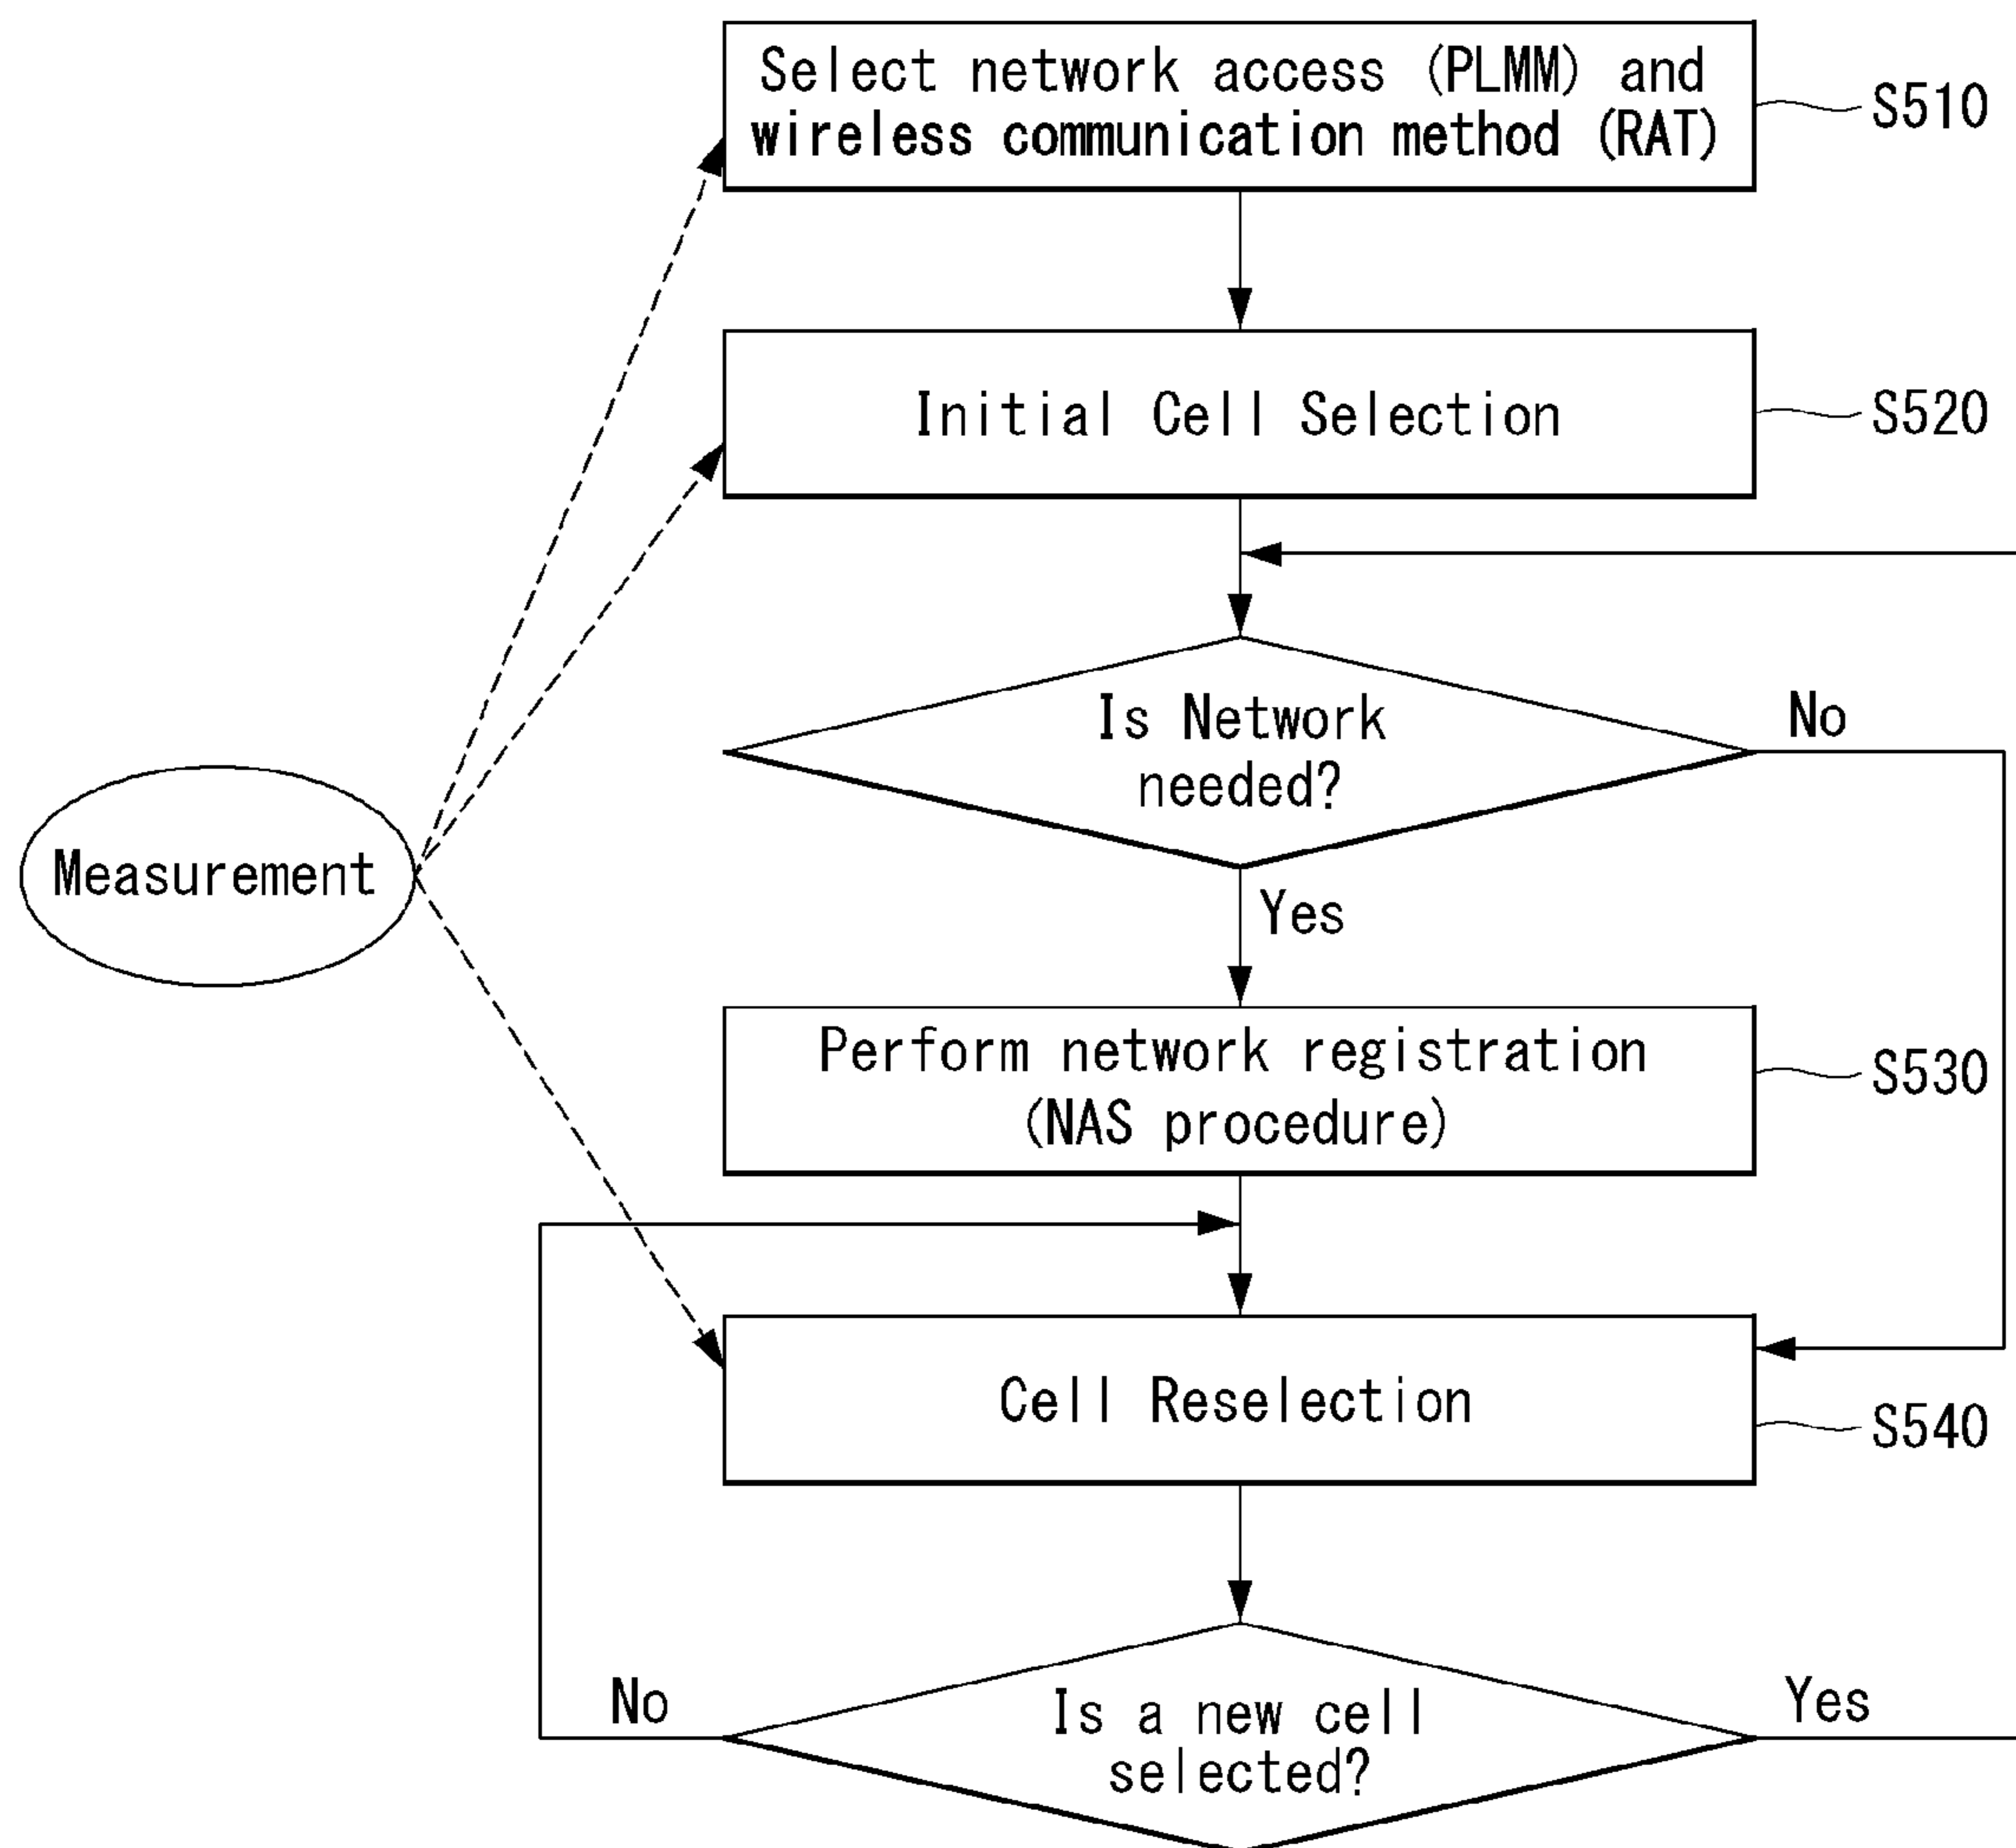 Select network access (PLMM) and
wireless communication method (RAT)
S510
Initial Cell Selection
S520
Is Network
needed?
No
Yes
Measurement
Perform network registration
(NAS procedure)
S530
Cell Reselection
S540
No
Is a new cell
selected?
Yes